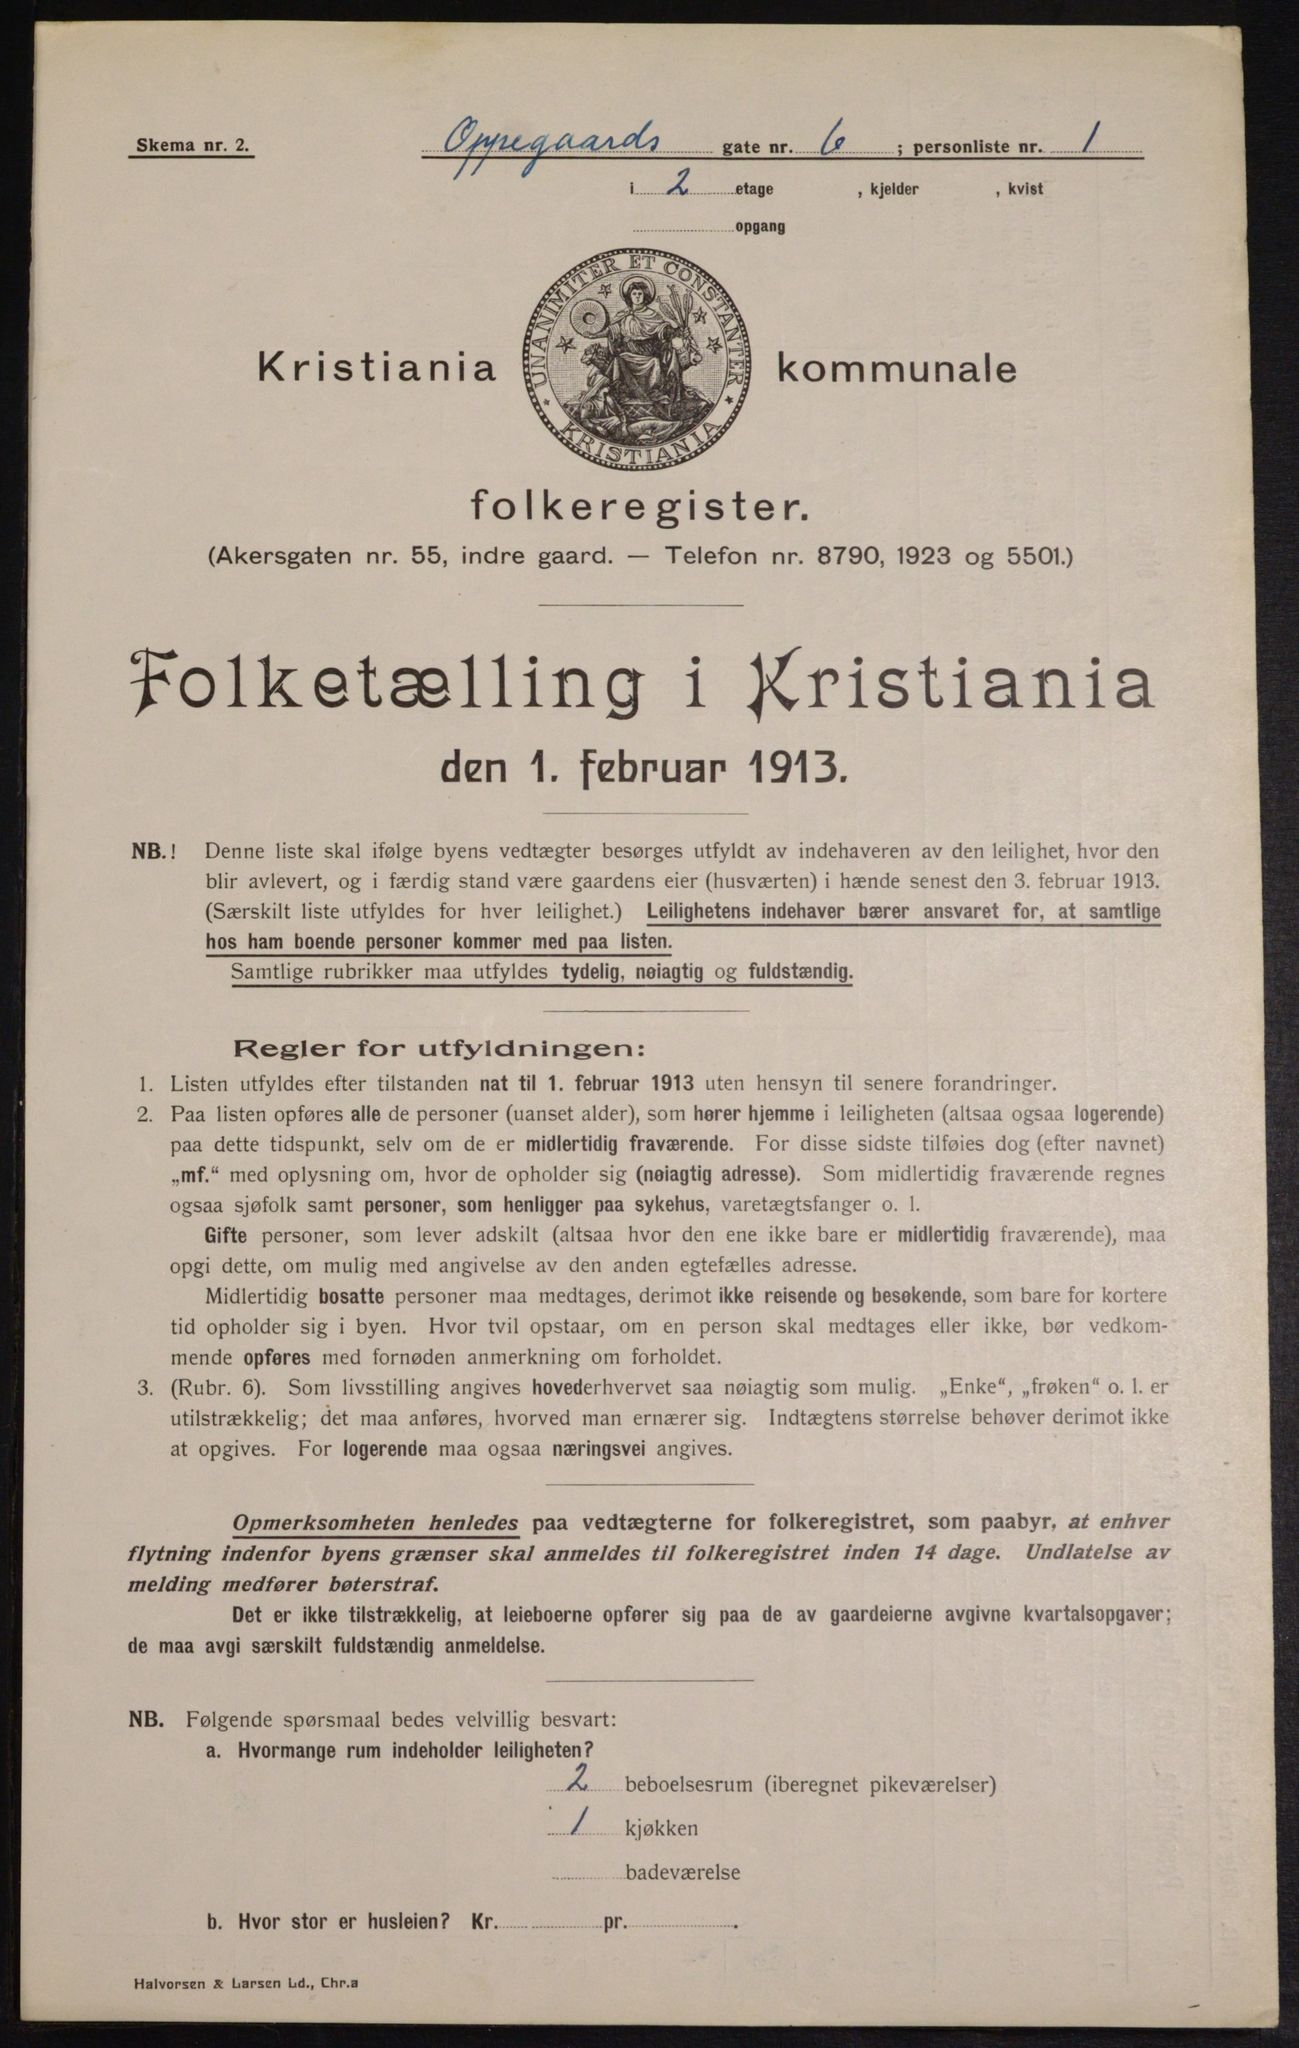 Skema nr. 2.
Oppegaards gate nr. 6 ; personliste nr. 1
i 2 etage , kjelder , kvist
opgang
UNANIMITER ET CONSTANTER
KRISTIANIA
Kristiania kommunale
folkeregister.
(Akersgaten nr. 55, indre gaard. — Telefon nr. 8790, 1923 og 5501.)
Folketælling i Kristiania
den 1. februar 1913.
NB.! Denne liste skal ifølge byens vedtægter besørges utfyldt av indehaveren av den leilighet, hvor den
blir avlevert, og i færdig stand være gaardens eier (husværten) i hænde senest den 3. februar 1913.
(Særskilt liste utfyldes for hver leilighet.) Leilighetens indehaver bærer ansvaret for, at samtlige
hos ham boende personer kommer med paa listen.
Samtlige rubrikker maa utfyldes tydelig, nøiagtig og fuldstændig.
Regler for utfyldningen:
1. Listen utfyldes efter tilstanden nat til 1. februar 1913 uten hensyn til senere forandringer.
2. Paa listen opføres alle de personer (uanset alder), som hører hjemme i leiligheten (altsaa ogsaa logerende)
paa dette tidspunkt, selv om de er midlertidig fraværende. For disse sidste tilføies dog (efter navnet)
„mf.“ med oplysning om, hvor de opholder sig (nøiagtig adresse). Som midlertidig fraværende regnes
ogsaa sjøfolk samt personer, som henligger paa sykehus, varetægtsfanger o. l.
Gifte personer, som lever adskilt (altsaa hvor den ene ikke bare er midlertidig fraværende), maa
opgi dette, om mulig med angivelse av den anden egtefælles adresse.
Midlertidig bosatte personer maa medtages, derimot ikke reisende og besøkende, som bare for kortere
tid opholder sig i byen. Hvor tvil opstaar, om en person skal medtages eller ikke, bør vedkom-
mende opføres med fornøden anmerkning om forholdet.
3. (Rubr. 6). Som livsstilling angives hovederhvervet saa nøiagtig som mulig. „Enke“, „frøken“ o. l. er
utilstrækkelig; det maa anføres, hvorved man ernærer sig. Indtægtens størrelse behøver derimot ikke
at opgives. For logerende maa ogsaa næringsvei angives.
Opmerksomheten henledes paa vedtægterne for folkeregistret, som paabyr, at enhver
flytning indenfor byens grænser skal anmeldes til folkeregistret inden 14 dage. Undlatelse av
melding medfører bøterstraf.
Det er ikke tilstrækkelig, at leieboerne opfører sig paa de av gaardeierne avgivne kvartalsopgaver;
de maa avgi særskilt fuldstændig anmeldelse.
NB. Følgende spørsmaal bedes velvillig besvart:
a. Hvormange rum indeholder leiligheten?
2 beboelsesrum (iberegnet pikeværelser)
1 kjøkken
badeværelse
b. Hvor stor er husleien? Kr. pr. .
Halvorsen & Larsen Ld., Chr.a